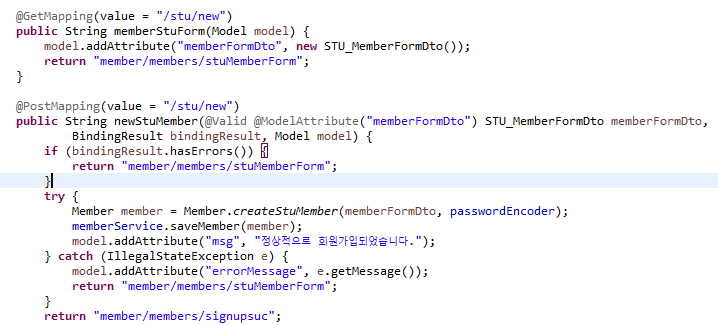 @GetMapping(value = "/stu/new")
public String memberStuForm(Model model) {
    model.addAttribute("memberFormDto", new STU_MemberFormDto());
    return "member/members/stuMemberForm";
}

@PostMapping(value = "/stu/new")
public String newStuMember(@Valid @ModelAttribute("memberFormDto") STU_MemberFormDto memberFormDto,
        BindingResult bindingResult, Model model) {
    if (bindingResult.hasErrors()) {
        return "member/members/stuMemberForm";
    }
    try {
        Member member = Member.createStuMember(memberFormDto, passwordEncoder);
        memberService.saveMember(member);
        model.addAttribute("msg", "정상적으로 회원가입되었습니다.");
    } catch (IllegalStateException e) {
        model.addAttribute("errorMessage", e.getMessage());
        return "member/members/stuMemberForm";
    }
    return "member/members/signupsuc";